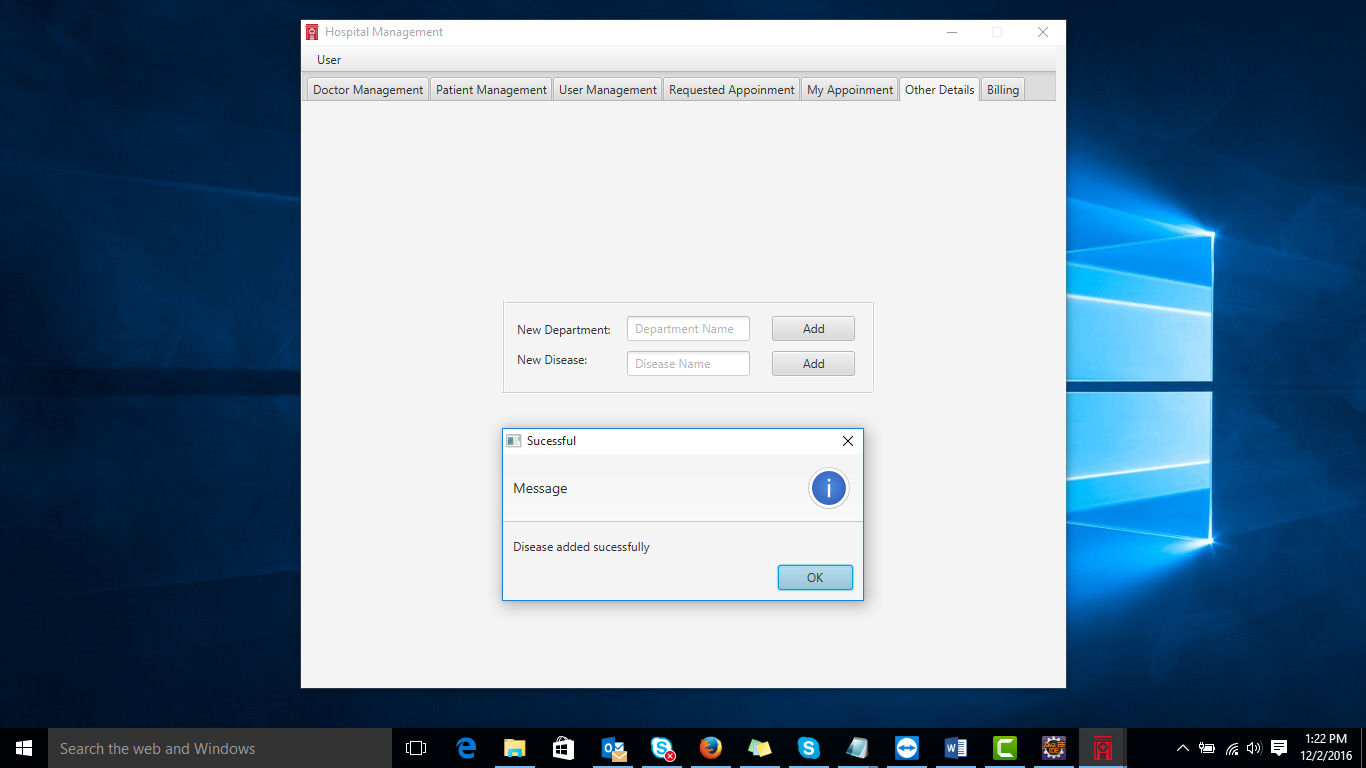 Hospital Management
User
Doctor Management Patient Management User Management Requested Appoinment My Appoinment Other Details Billing
New Department: Department Name Add
New Disease: Disease Name Add
Sucessful
Message
Disease added sucessfully
OK
Search the web and Windows
1:22 PM
12/2/2016